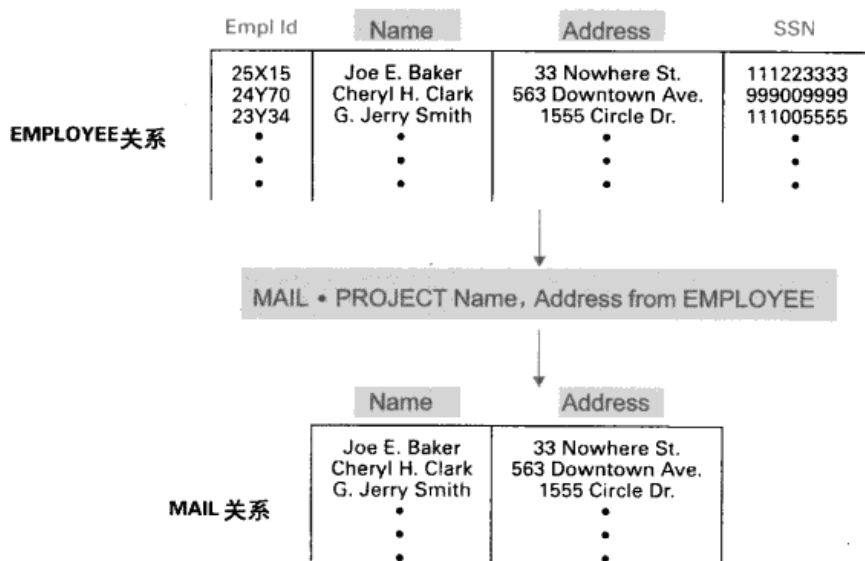 Empl Id Name Address SSN
25X15 Joe E. Baker 33 Nowhere St. 111223333
24Y70 Cheryl H. Clark 563 Downtown Ave. 999009999
23Y34 G. Jerry Smith 1555 Circle Dr. 111005555
EMPLOYEE关系
MAIL • PROJECT Name, Address from EMPLOYEE
Name Address
Joe E. Baker 33 Nowhere St.
Cheryl H. Clark 563 Downtown Ave.
G. Jerry Smith 1555 Circle Dr.
MAIL 关系